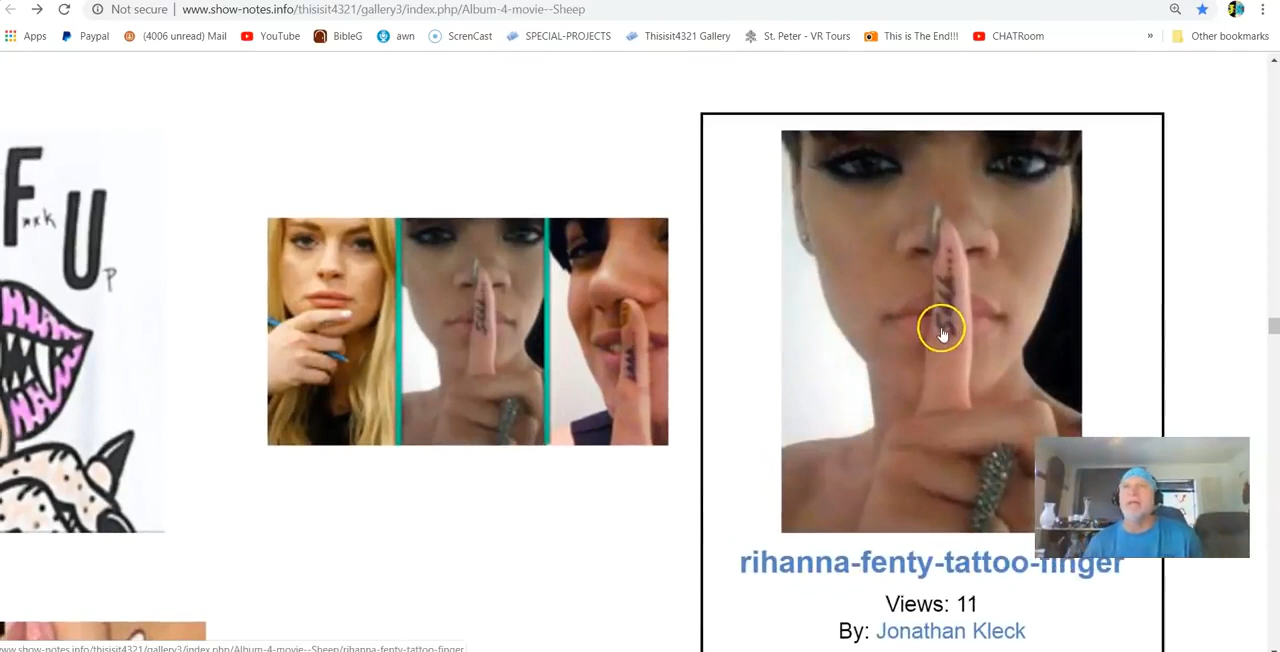 Not secure | www.show-notes.info/thisisit4321/gallery3/index.php/Album-4-movie--Sheep
Apps Paypal (4006 unread) Mail YouTube BibleG awn ScrenCast SPECIAL-PROJECTS Thisisit4321 Gallery St. Peter - VR Tours This is The End!!! CHATRoom » Other bookmarks
F
U
P
rihanna-fenty-tattoo-finger
Views: 11
By: Jonathan Kleck
www.show-notes.info/thisisit4321/gallery3/index.php/Album-4-movie--Sheep/rihanna-fenty-tattoo-finger